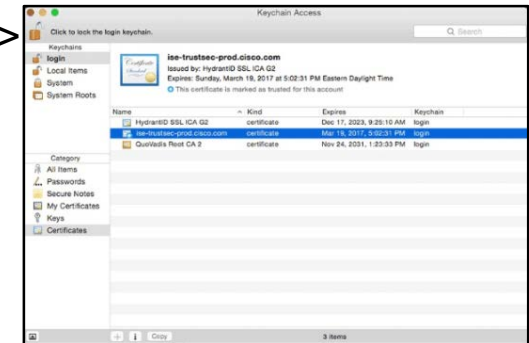 >
Keychain Access
Click to lock the login keychain.
Search
Keychains
login
Local Items
System
System Roots
Certificate
Standard
ise-trustsec-prod.cisco.com
Issued by: HydrantID SSL ICA G2
Expires: Sunday, March 19, 2017 at 5:02:31 PM Eastern Daylight Time
This certificate is marked as trusted for this account
Name Kind Expires Keychain
HydrantID SSL ICA G2 certificate Dec 17, 2023, 9:25:10 AM login
ise-trustsec-prod.cisco.com certificate Mar 19, 2017, 5:02:31 PM login
QuoVadis Root CA 2 certificate Nov 24, 2031, 1:23:33 PM login
Category
All Items
Passwords
Secure Notes
My Certificates
Keys
Certificates
+ i Copy
3 items